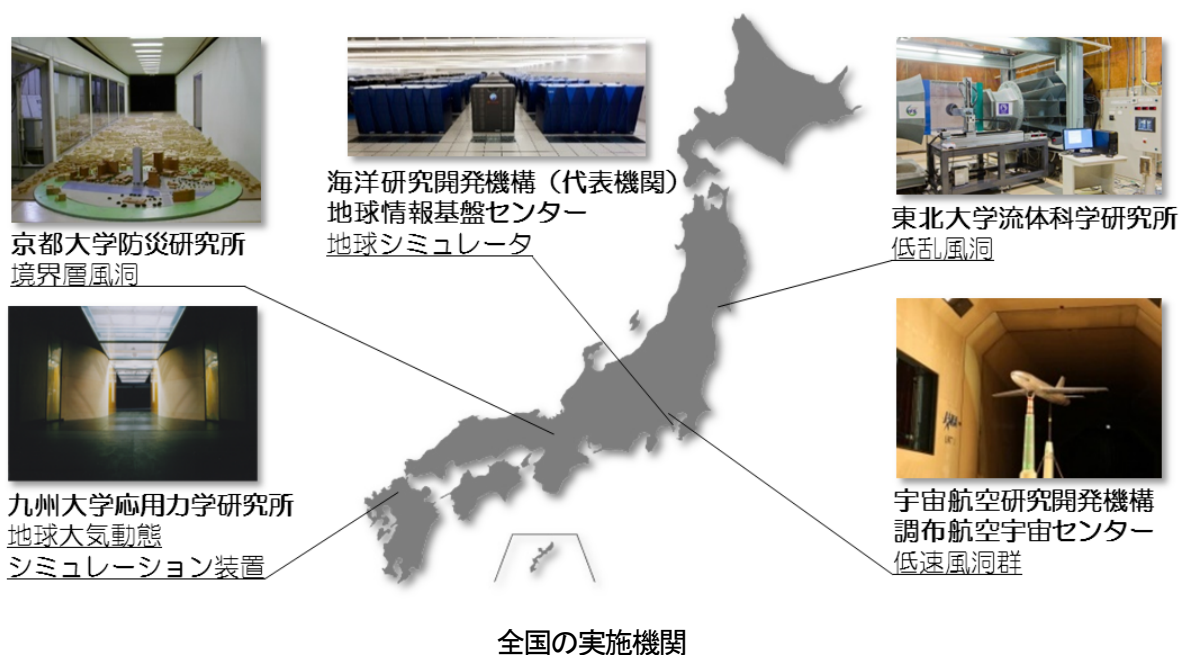 海洋研究開発機構（代表機関）
地球情報基盤センター
地球シミュレータ
東北大学流体科学研究所
低乱風洞
京都大学防災研究所
境界層風洞
九州大学応用力学研究所
地球大気動態
シミュレーション装置
宇宙航空研究開発機構
調布航空宇宙センター
低速風洞群
全国の実施機関